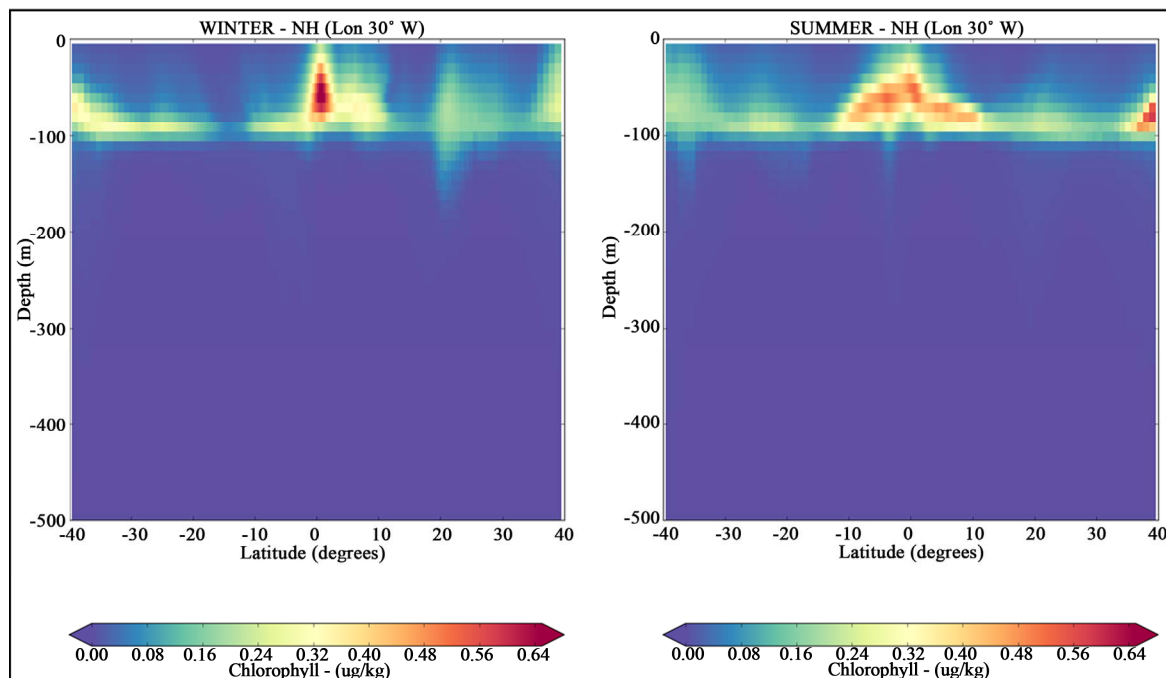 WINTER - NH (Lon 30° W)
0
-100
-200
-300
-400
-500
Depth (m)
-40 -30 -20 -10 0 10 20 30 40
Latitude (degrees)
0.00 0.08 0.16 0.24 0.32 0.40 0.48 0.56 0.64
Chlorophyll - (ug/kg)
SUMMER - NH (Lon 30° W)
0
-100
-200
-300
-400
-500
Depth (m)
-40 -30 -20 -10 0 10 20 30 40
Latitude (degrees)
0.00 0.08 0.16 0.24 0.32 0.40 0.48 0.56 0.64
Chlorophyll - (ug/kg)